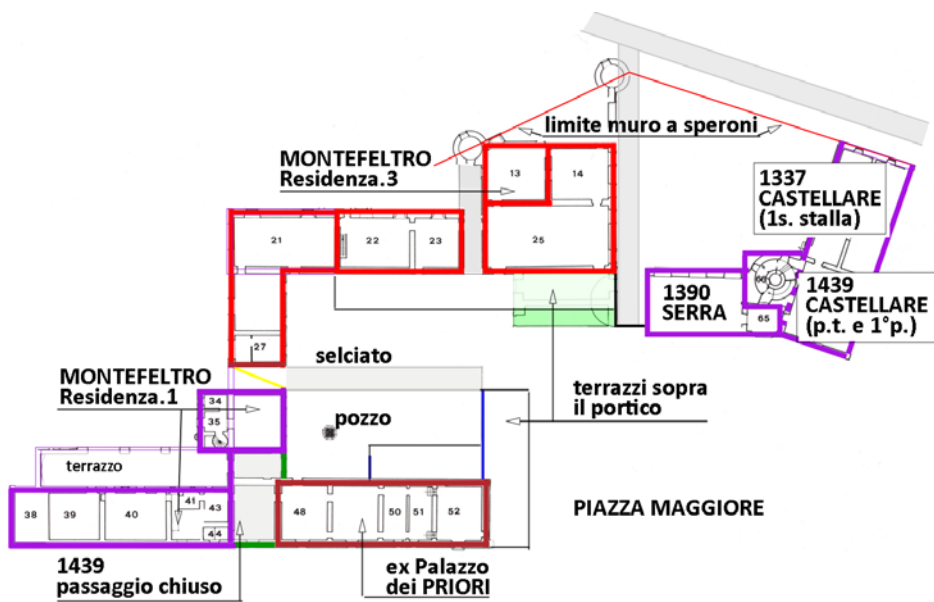 limite muro a speroni
MONTEFELTRO
Residenza.3
13
14
1337
CASTELLARE
(1s. stalla)
21
22
23
25
66
1390
SERRA
65
1439
CASTELLARE
(p.t. e 1°p.)
27
selciato
MONTEFELTRO
Residenza.1
34
35
pozzo
terrazzi sopra
il portico
terrazzo
38
39
40
41
43
44
48
50
51
52
PIAZZA MAGGIORE
1439
passaggio chiuso
ex Palazzo
dei PRIORI